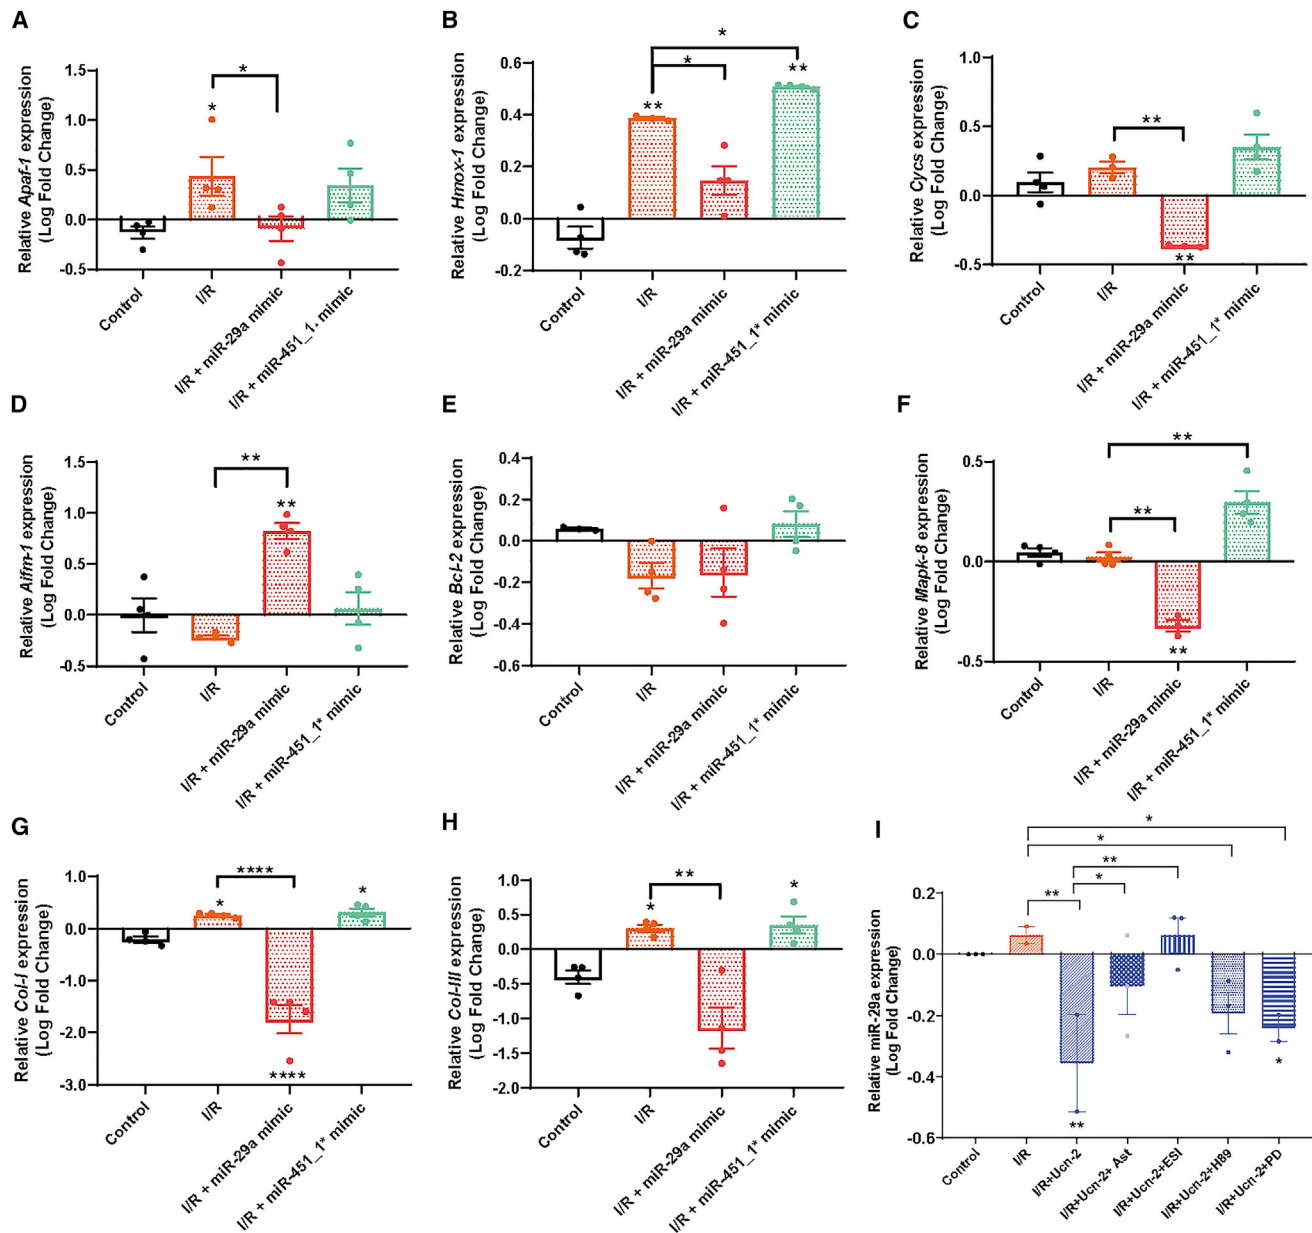 A
Relative Apaf-1 expression
(Log Fold Change)
1.5
1.0
0.5
0.0
-0.5
*
*
Control
I/R
I/R + miR-29a mimic
I/R + miR-451_1* mimic
B
Relative Hmox-1 expression
(Log Fold Change)
0.6
0.4
0.2
0.0
-0.2
*
*
**
**
Control
I/R
I/R + miR-29a mimic
I/R + miR-451_1* mimic
C
Relative Cycs expression
(Log Fold Change)
1.0
0.5
0.0
-0.5
**
**
Control
I/R
I/R + miR-29a mimic
I/R + miR-451_1* mimic
D
Relative Aifm-1 expression
(Log Fold Change)
1.5
1.0
0.5
0.0
-0.5
**
**
Control
I/R
I/R + miR-29a mimic
I/R + miR-451_1* mimic
E
Relative Bcl-2 expression
(Log Fold Change)
0.4
0.2
0.0
-0.2
-0.4
-0.6
Control
I/R
I/R + miR-29a mimic
I/R + miR-451_1* mimic
F
Relative Mapk-8 expression
(Log Fold Change)
0.5
0.0
-0.5
**
**
**
Control
I/R
I/R + miR-29a mimic
I/R + miR-451_1* mimic
G
Relative Col-I expression
(Log Fold Change)
1.0
0.0
-1.0
-2.0
-3.0
****
*
*
****
Control
I/R
I/R + miR-29a mimic
I/R + miR-451_1* mimic
H
Relative Col-III expression
(Log Fold Change)
1.0
0.5
0.0
-0.5
-1.0
-1.5
-2.0
**
*
*
Control
I/R
I/R + miR-29a mimic
I/R + miR-451_1* mimic
I
Relative miR-29a expression
(Log Fold Change)
0.2
0.0
-0.2
-0.4
-0.6
*
*
**
*
**
**
*
Control
I/R
I/R+Ucn-2
I/R+Ucn-2+ Ast
I/R+Ucn-2+ESI
I/R+Ucn-2+H89
I/R+Ucn-2+PD